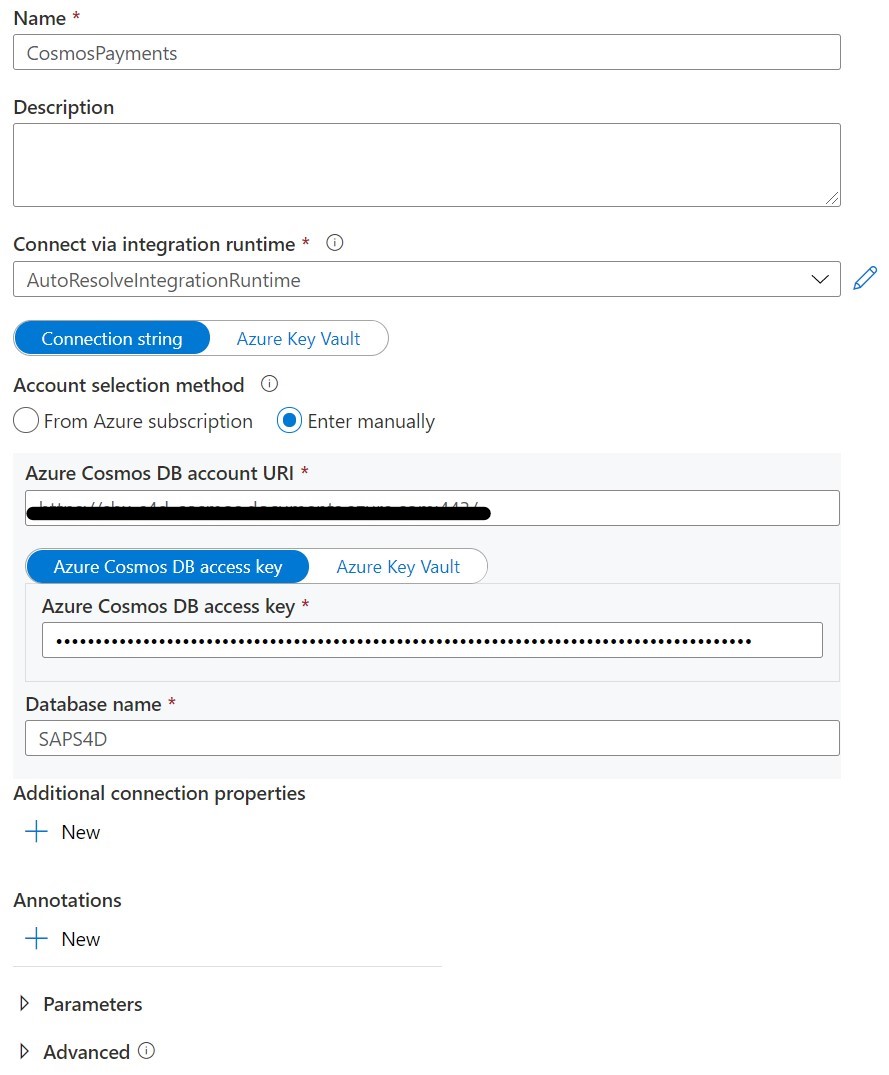 Name *
CosmosPayments
Description
Connect via integration runtime *
AutoResolveIntegrationRuntime
Connection string Azure Key Vault
Account selection method
From Azure subscription Enter manually
Azure Cosmos DB account URI *
Azure Cosmos DB access key Azure Key Vault
Azure Cosmos DB access key *
Database name *
SAPS4D
Additional connection properties
New
Annotations
New
Parameters
Advanced